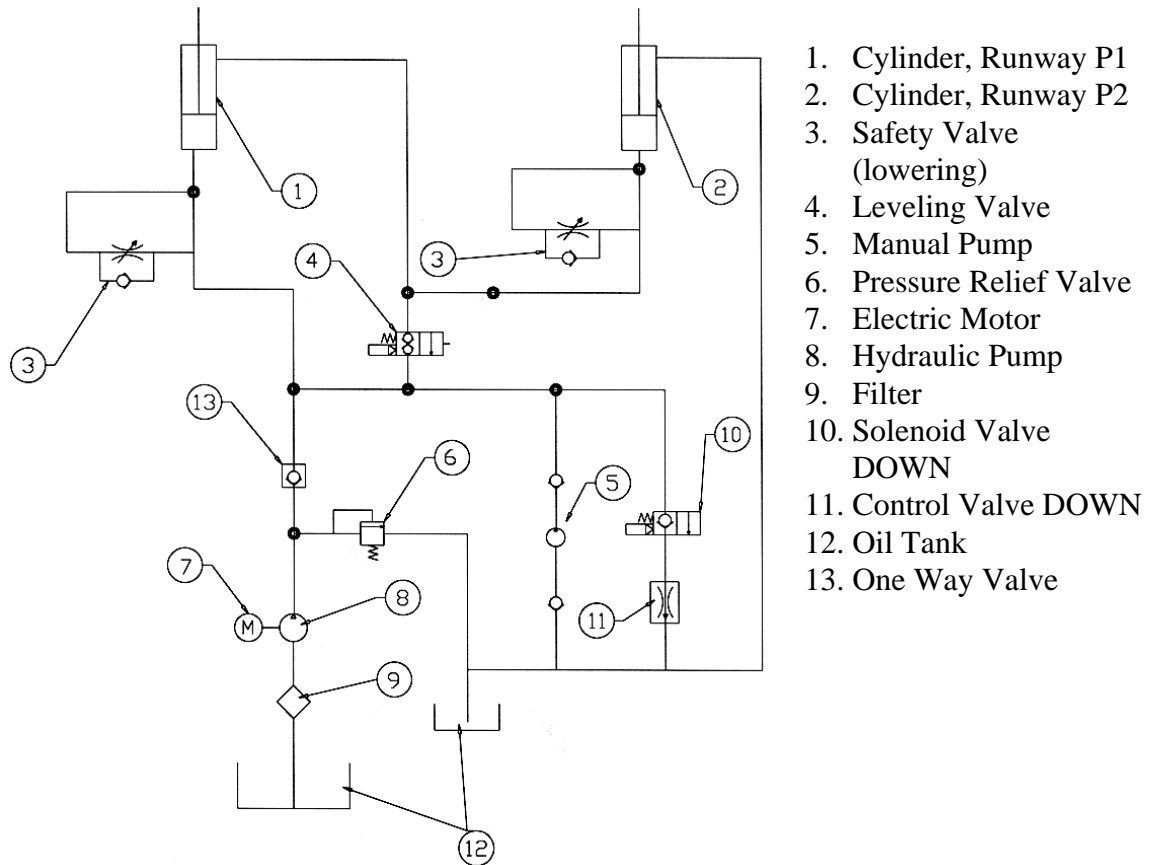 1. Cylinder, Runway P1
2. Cylinder, Runway P2
3. Safety Valve
(lowering)
4. Leveling Valve
5. Manual Pump
6. Pressure Relief Valve
7. Electric Motor
8. Hydraulic Pump
9. Filter
10. Solenoid Valve
DOWN
11. Control Valve DOWN
12. Oil Tank
13. One Way Valve
1
2
3
4
3
13
6
10
5
7
M
8
11
9
12